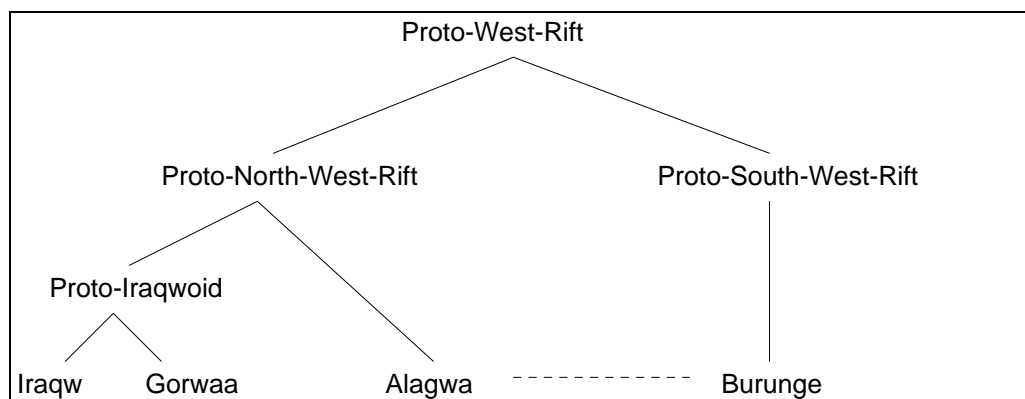 Proto-West-Rift
Proto-North-West-Rift Proto-South-West-Rift
Proto-Iraqwoid
Iraqw Gorwaa Alagwa Burunge